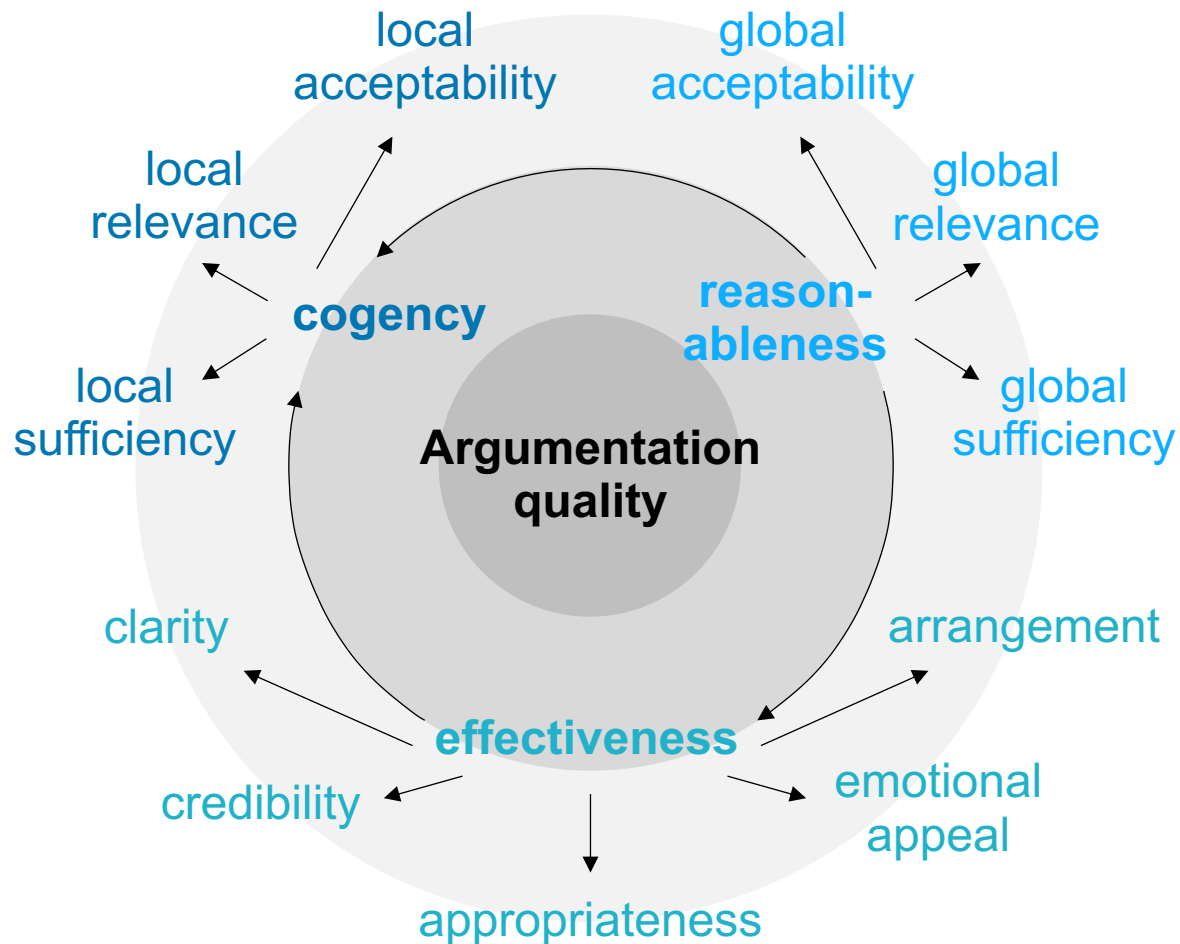 local
acceptability
global
acceptability
local
relevance
global
relevance
cogency
reason-
ableness
local
sufficiency
global
sufficiency
Argumentation
quality
clarity
arrangement
effectiveness
credibility
emotional
appeal
appropriateness